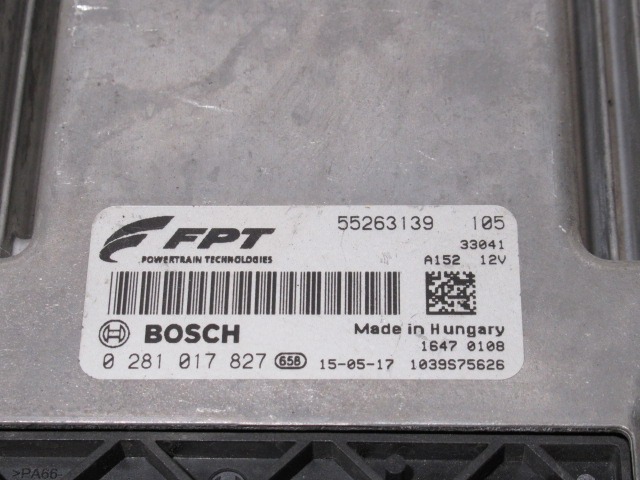 FPT 55263139 105
33041
POWERTRAIN TECHNOLOGIES A152 12V
BOSCH Made in Hungary
1647 0108
0 281 017 827 658 15-05-17 1039S75626
>PA66-